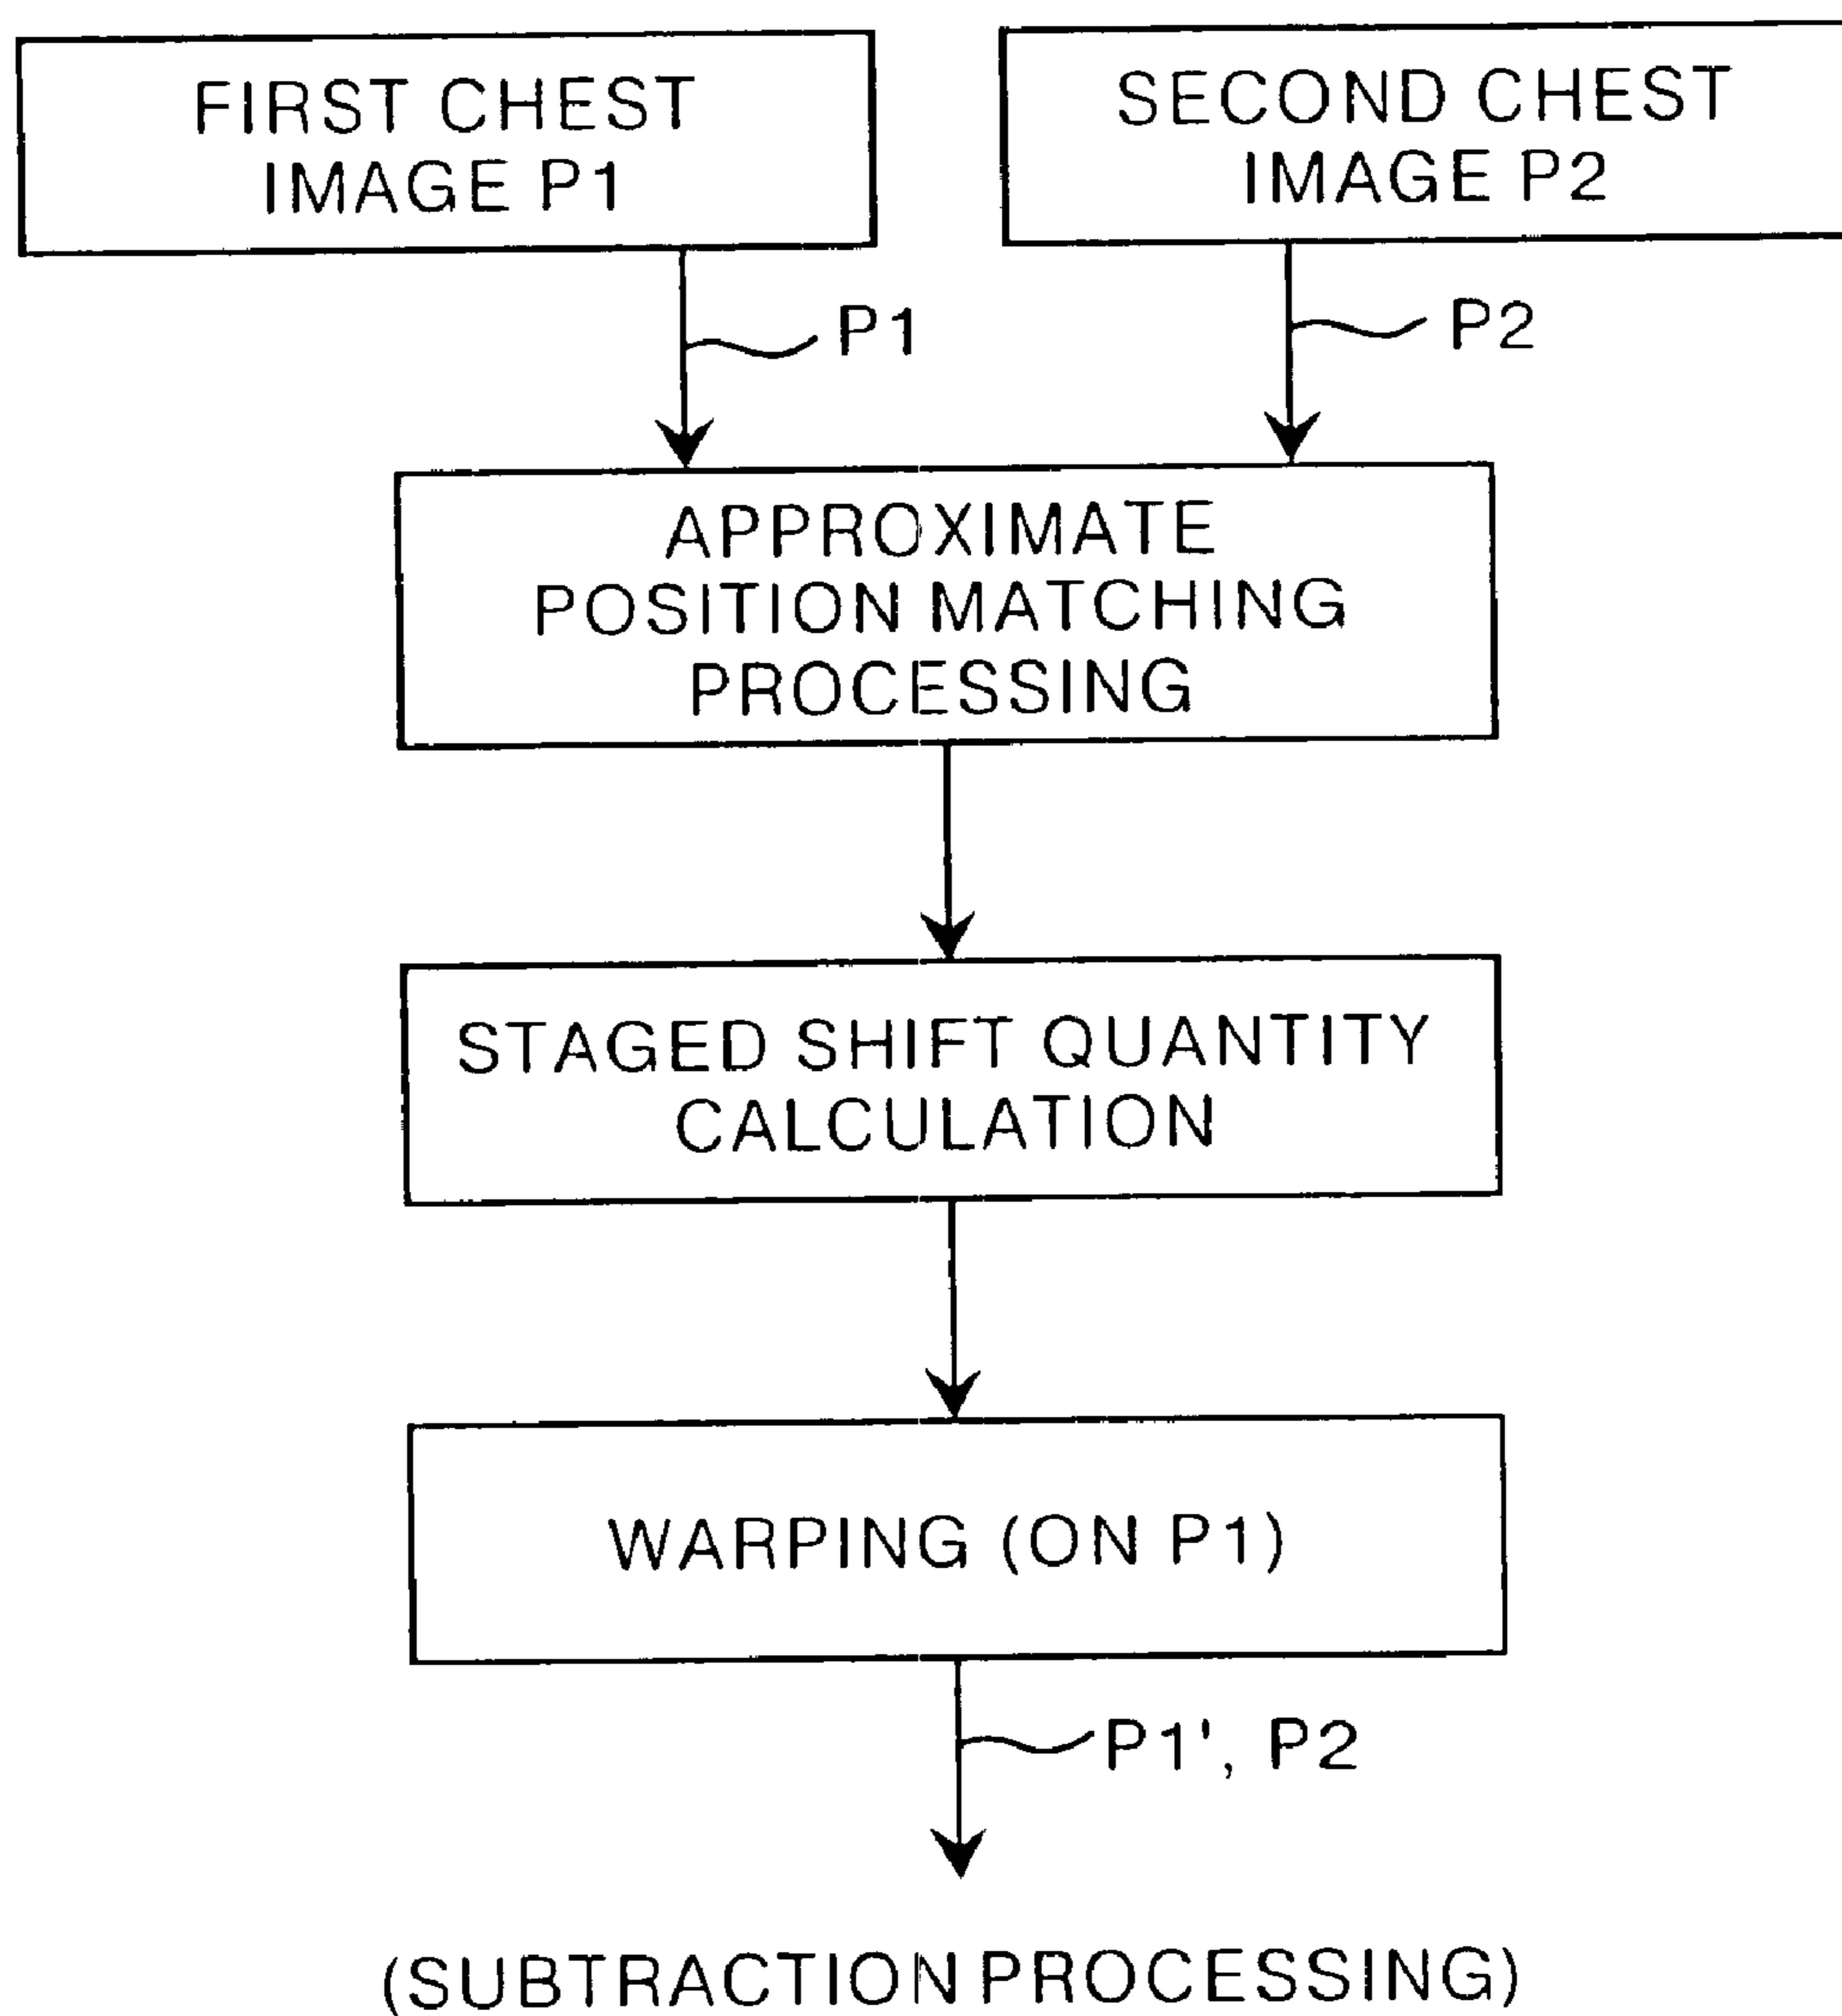 FIRST CHEST
IMAGE P1
SECOND CHEST
IMAGE P2
P1
P2
APPROXIMATE
POSITION MATCHING
PROCESSING
STAGED SHIFT QUANTITY
CALCULATION
WARPING (ON P1)
P1', P2
(SUBTRACTION PROCESSING)